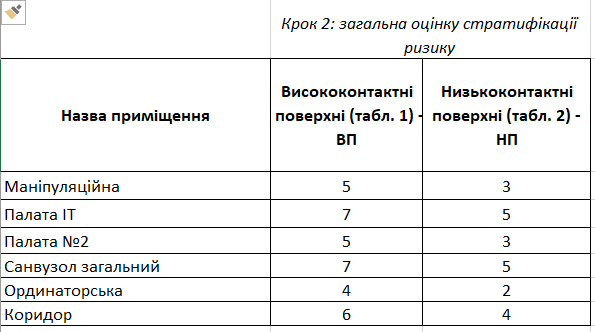 Крок 2: загальна оцінку стратифікації
ризику
Назва приміщення
Висококонтактні
поверхні (табл. 1) -
ВП
Низькоконтактні
поверхні (табл. 2) -
НП
Маніпуляційна 5 3
Палата ІТ 7 5
Палата №2 5 3
Санвузол загальний 7 5
Ординаторська 4 2
Коридор 6 4